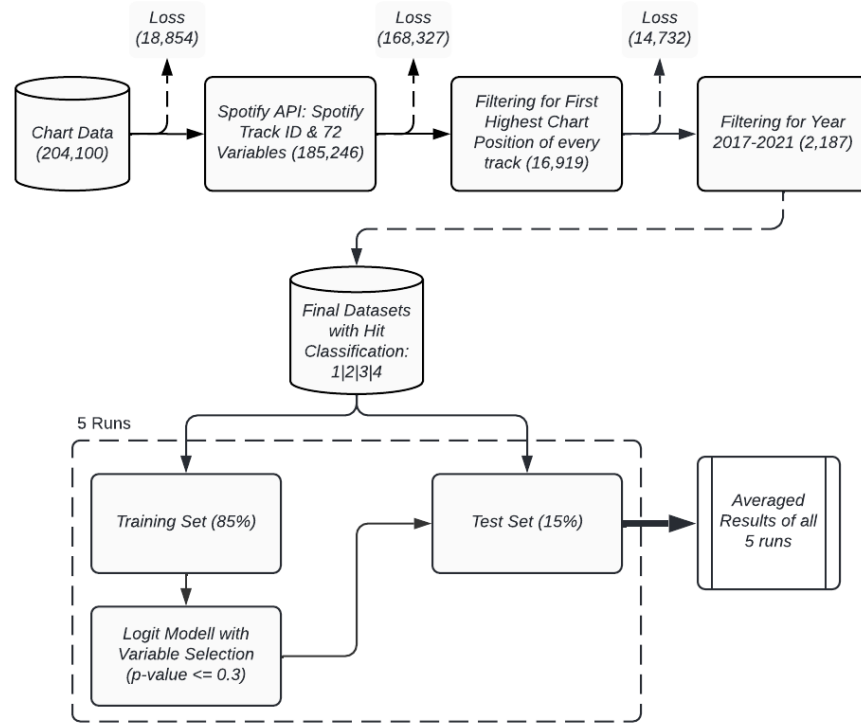 Loss
(18,854)
Loss
(168,327)
Loss
(14,732)
Chart Data
(204,100)
Spotify API: Spotify
Track ID & 72
Variables (185,246)
Filtering for First
Highest Chart
Position of every
track (16,919)
Filtering for Year
2017-2021 (2,187)
Final Datasets
with Hit
Classification:
1|2|3|4
5 Runs
Training Set (85%)
Test Set (15%)
Averaged
Results of all
5 runs
Logit Modell with
Variable Selection
(p-value <= 0.3)